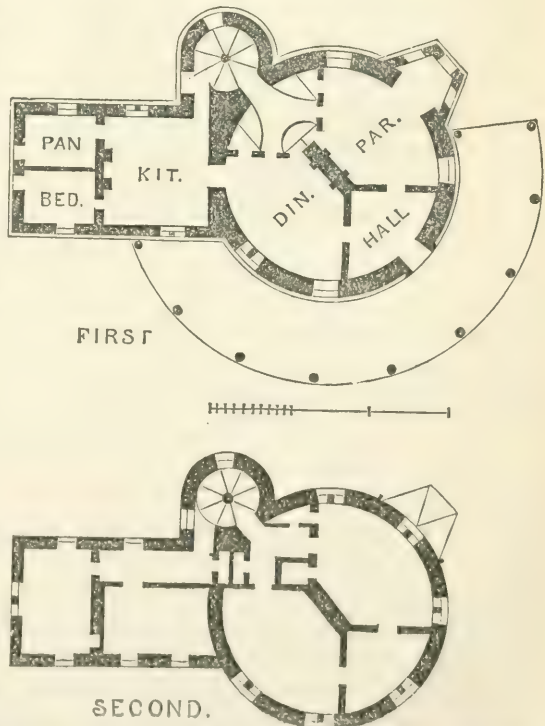 PAN
BED.
KIT.
DIN.
PAR.
HALL
FIRST
SECOND.